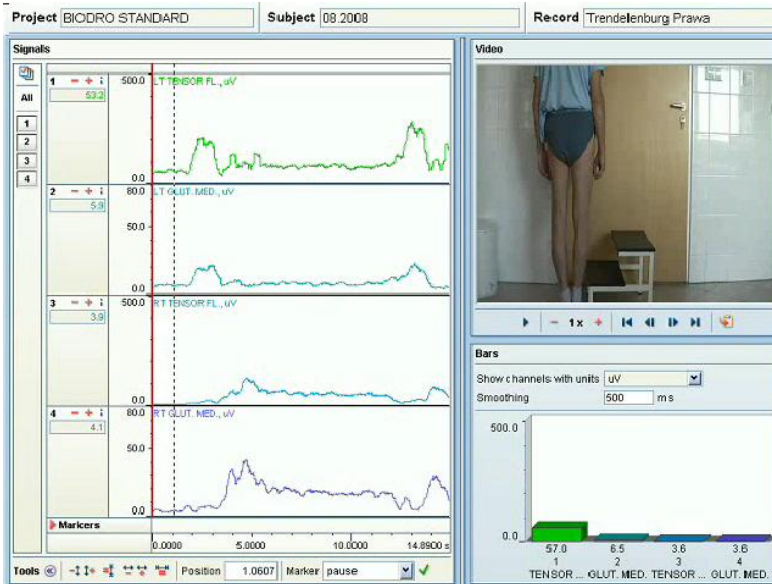 Project BIODRO STANDARD Subject 08.2008 Record Trendelenburg Prawa
Signals
All
1
2
3
4
1 - + i
53.2
500.0
0.0
LT TENSOR FL., uV
2 - + i
5.9
80.0
50.0
0.0
LT GLUT. MED., uV
3 - + i
3.9
500.0
0.0
RT TENSOR FL., uV
4 - + i
4.1
80.0
50.0
0.0
RT GLUT. MED., uV
Markers
0.0000 5.0000 10.0000 14.8900 s
Tools Position 1.0607 Marker pause
Video
- 1x +
Bars
Show channels with units uV
Smoothing 500 ms
500.0
0.0
57.0 6.5 3.6 3.6
1 2 3 4
TENSOR ... GLUT. MED. TENSOR ... GLUT. MED.